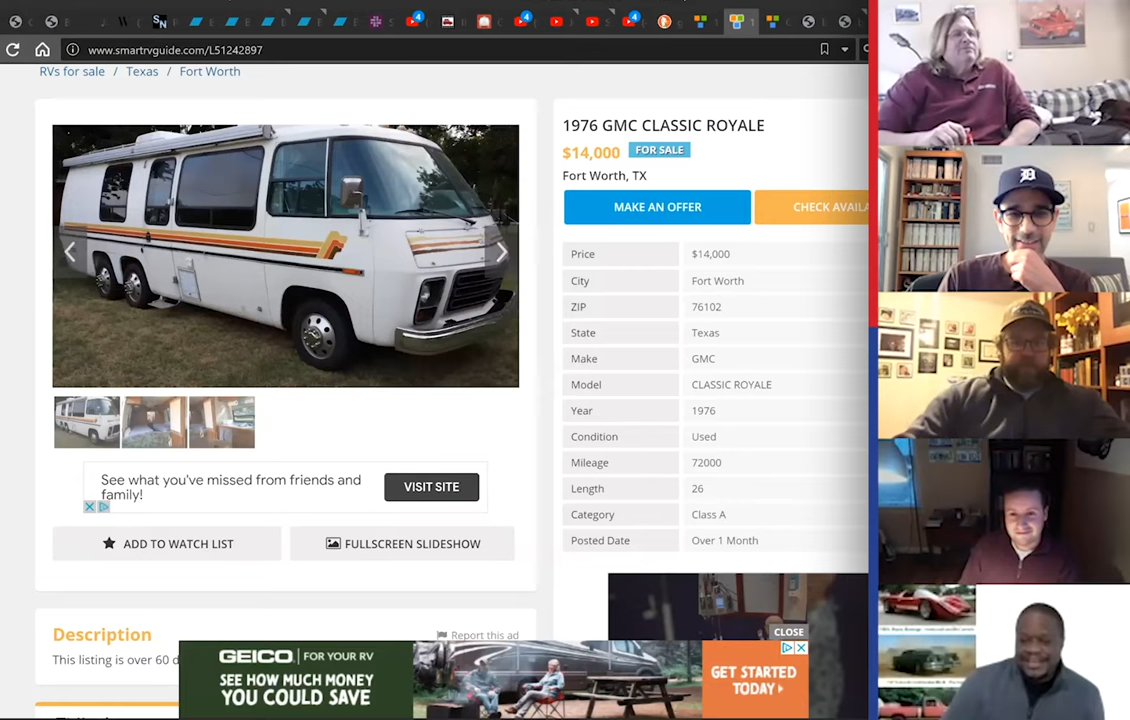 www.smartrvguide.com/L51242897
RVs for sale / Texas / Fort Worth
1976 GMC CLASSIC ROYALE
$14,000 FOR SALE
Fort Worth, TX
MAKE AN OFFER
CHECK AVAILA
Price $14,000
City Fort Worth
ZIP 76102
State Texas
Make GMC
Model CLASSIC ROYALE
Year 1976
Condition Used
Mileage 72000
Length 26
Category Class A
Posted Date Over 1 Month
See what you've missed from friends and
family!
VISIT SITE
ADD TO WATCH LIST
FULLSCREEN SLIDESHOW
Description
Report this ad
This listing is over 60 d
CLOSE
GEICO. FOR YOUR RV
SEE HOW MUCH MONEY
YOU COULD SAVE
GET STARTED
TODAY